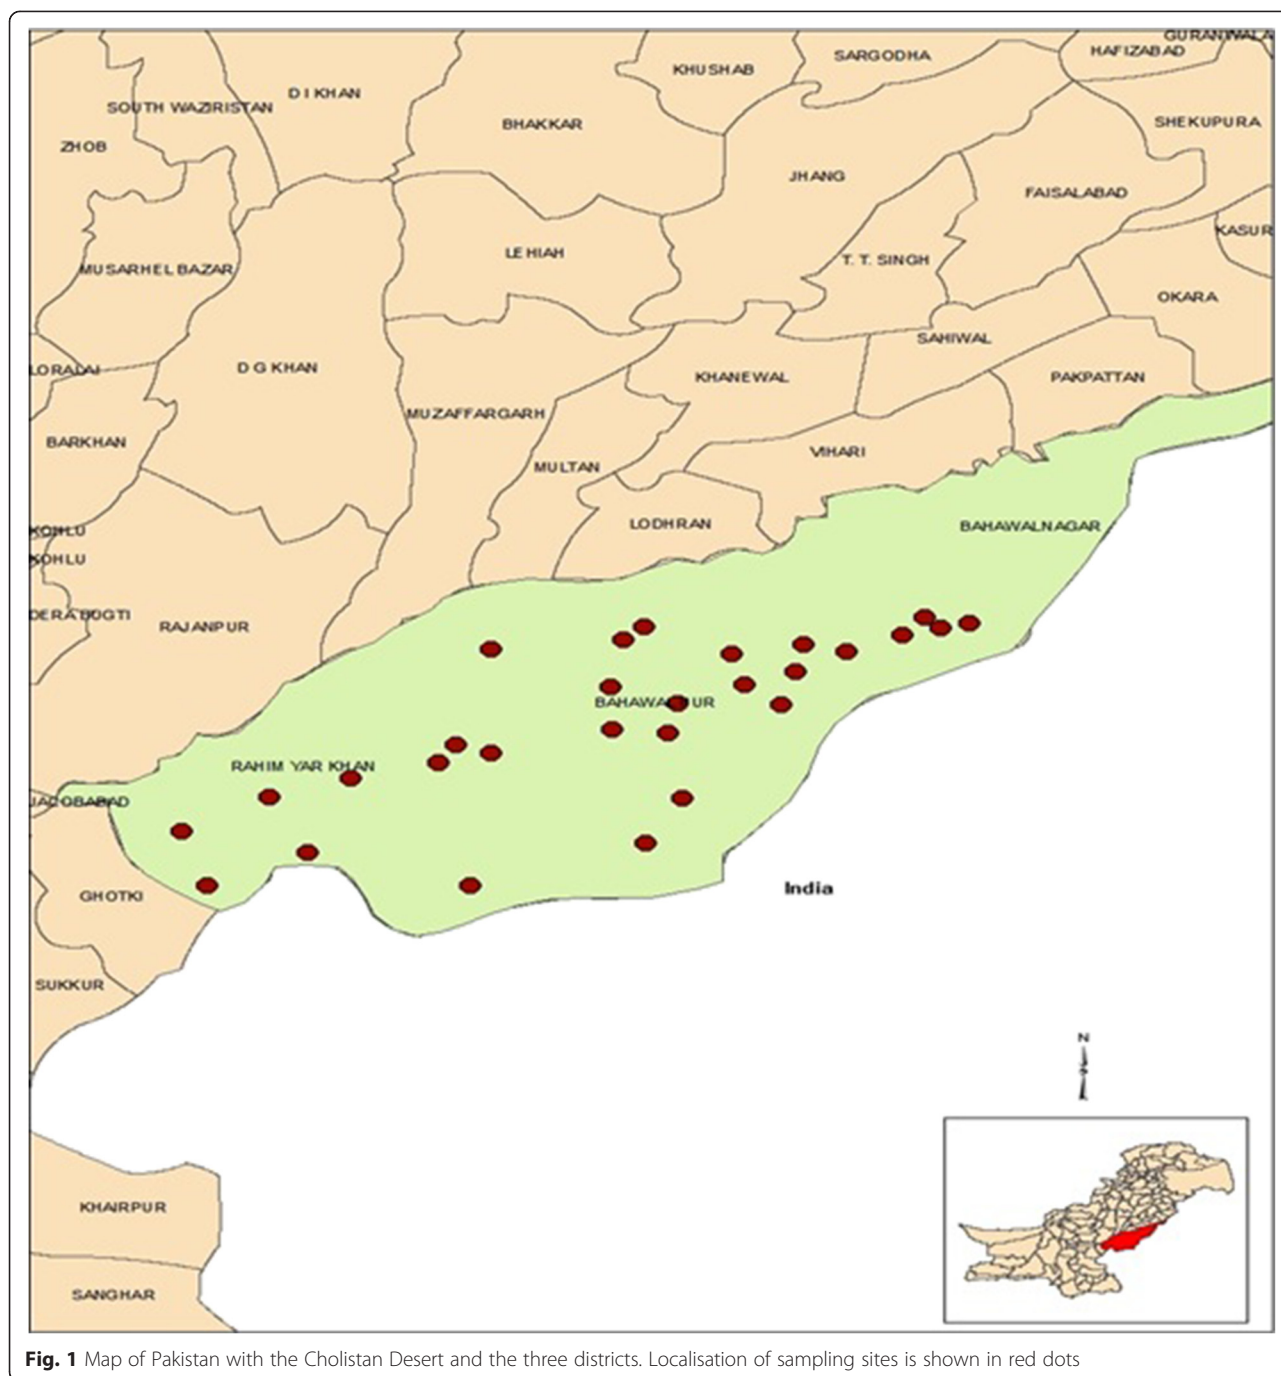 GURANWALA
SARGODHA
HAFIZABAD
KHUSHAB
D I KHAN
SOUTH WAZIRISTAN
BHAKKAR
SHEKUPURA
ZHOB
JHANG
FAISALABAD
KASUR
LEHIAH
T. T. SINGH
MUSARHEL BAZAR
OKARA
SAHIWAL
LORALAI
D G KHAN
KHANEWAL
PAKPATTAN
MUZAFFARGARH
BARKHAN
VIHARI
MULTAN
LODHRAN
BAHAWALNAGAR
KOHLU
KOHLU
DERA BUGTI
RAJANPUR
BAHAWALPUR
RAHIM YAR KHAN
JACOBABAD
India
GHOTKI
SUKKUR
N
KHAIRPUR
SANGHAR
Fig. 1 Map of Pakistan with the Cholistan Desert and the three districts. Localisation of sampling sites is shown in red dots